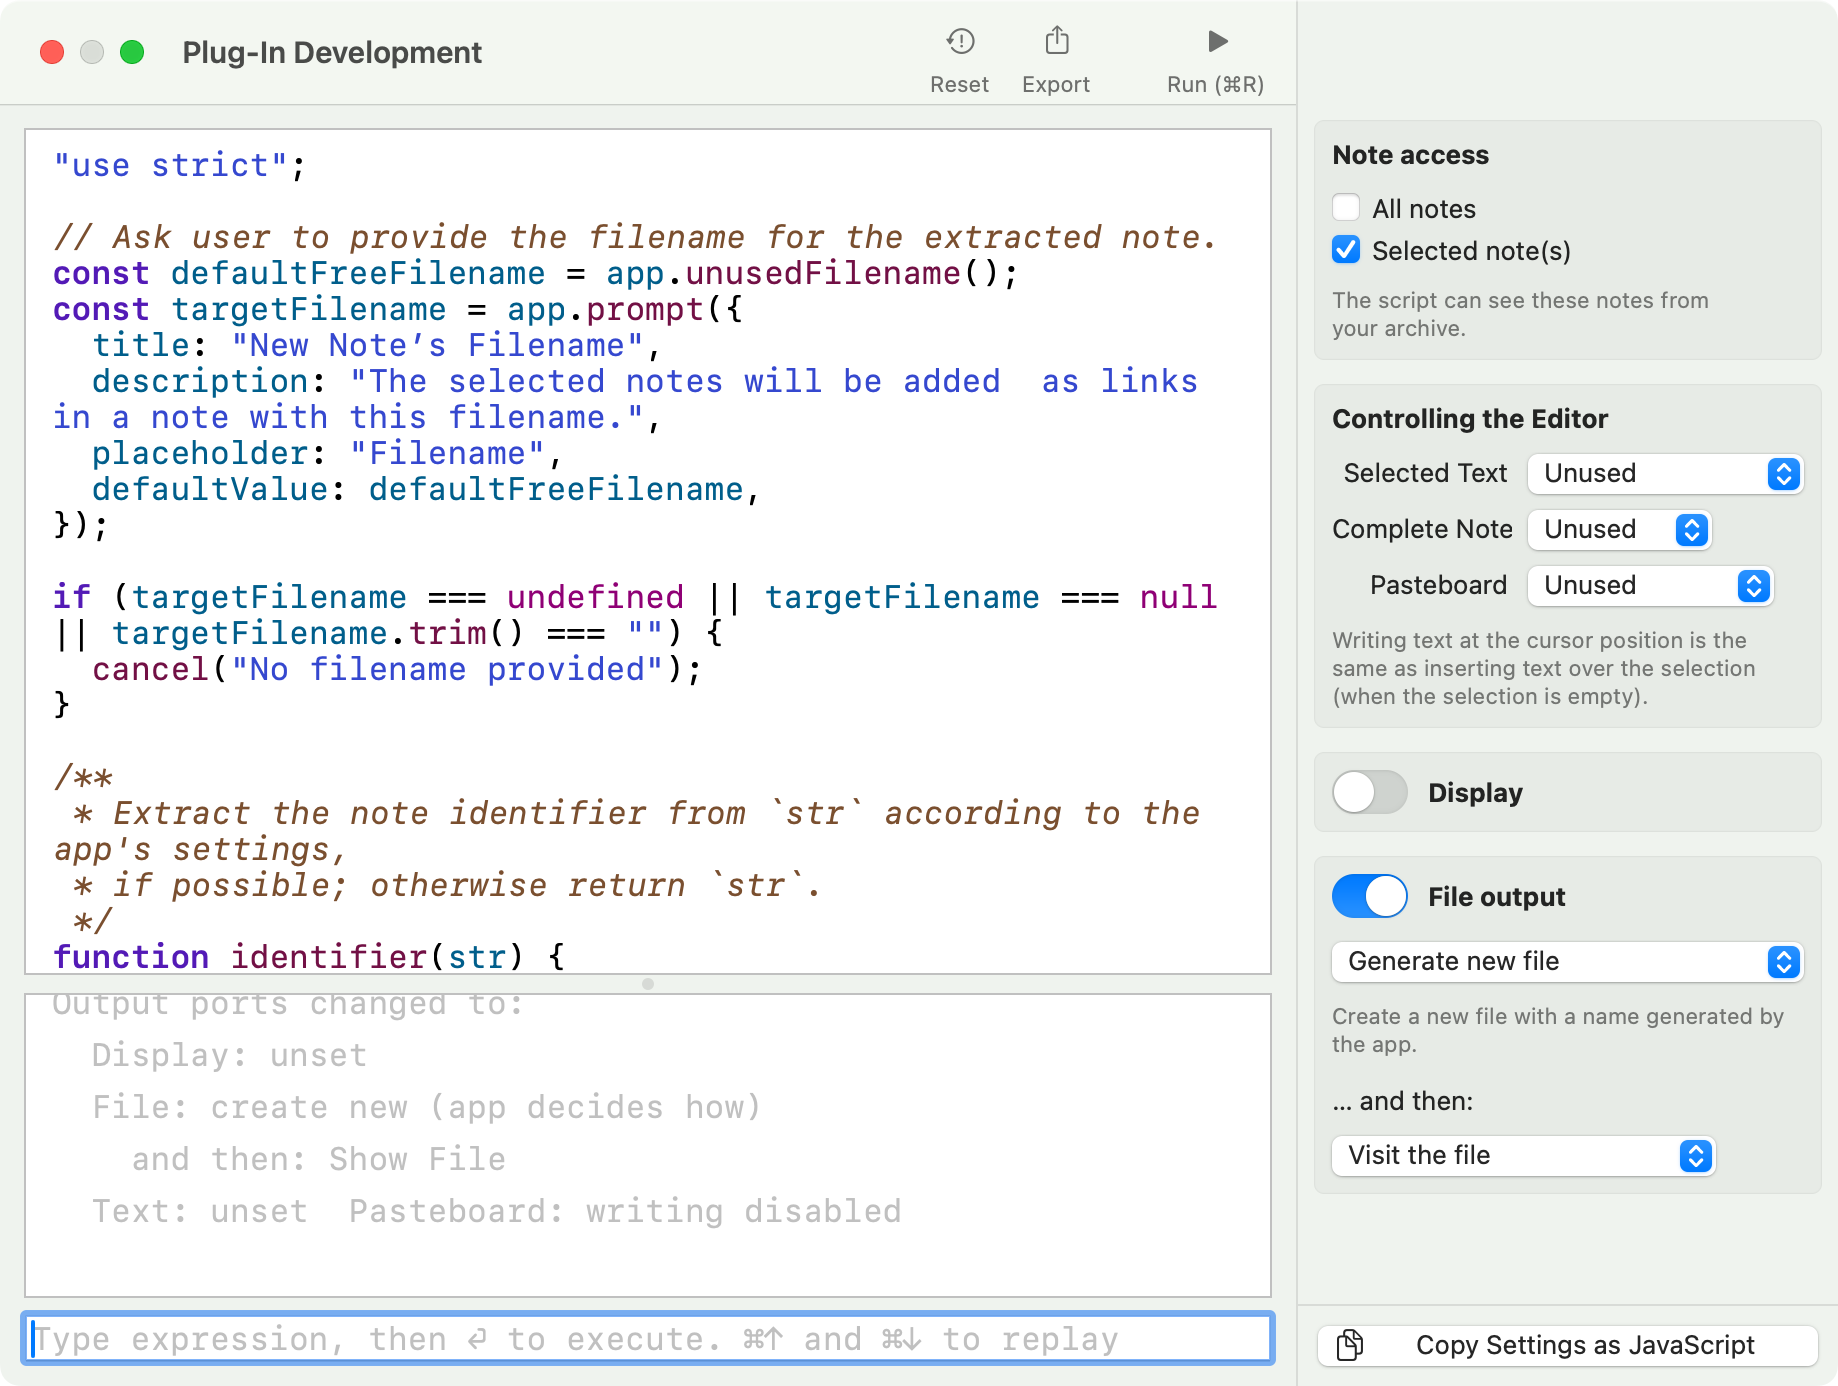 Plug-In Development
Reset
Export
Run (⌘R)
"use strict";
// Ask user to provide the filename for the extracted note.
const defaultFreeFilename = app.unusedFilename();
const targetFilename = app.prompt({
  title: "New Note’s Filename",
  description: "The selected notes will be added  as links
in a note with this filename.",
  placeholder: "Filename",
  defaultValue: defaultFreeFilename,
});
if (targetFilename === undefined || targetFilename === null
|| targetFilename.trim() === "") {
  cancel("No filename provided");
}
/**
 * Extract the note identifier from `str` according to the
app's settings,
 * if possible; otherwise return `str`.
 */
function identifier(str) {
Output ports changed to:
  Display: unset
  File: create new (app decides how)
    and then: Show File
  Text: unset  Pasteboard: writing disabled
Type expression, then ⏎ to execute. ⌘↑ and ⌘↓ to replay
Note access
All notes
Selected note(s)
The script can see these notes from
your archive.
Controlling the Editor
Selected Text Unused
Complete Note Unused
Pasteboard Unused
Writing text at the cursor position is the
same as inserting text over the selection
(when the selection is empty).
Display
File output
Generate new file
Create a new file with a name generated by
the app.
... and then:
Visit the file
Copy Settings as JavaScript